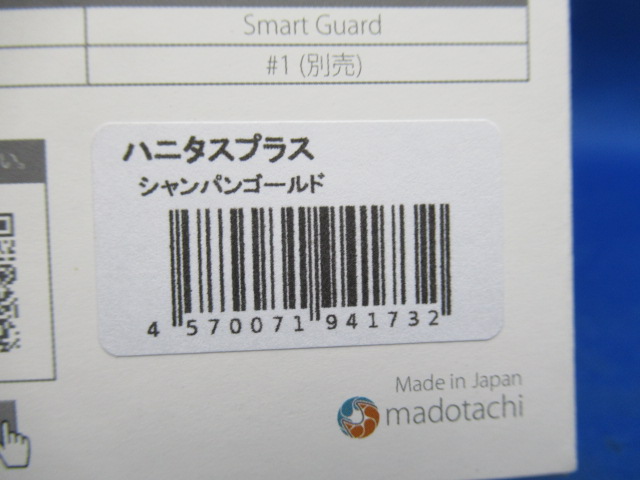 Smart Guard
#1 (別売)
ハニタスプラス
シャンパンゴールド
4 570071 941732
Made in Japan
madotachi